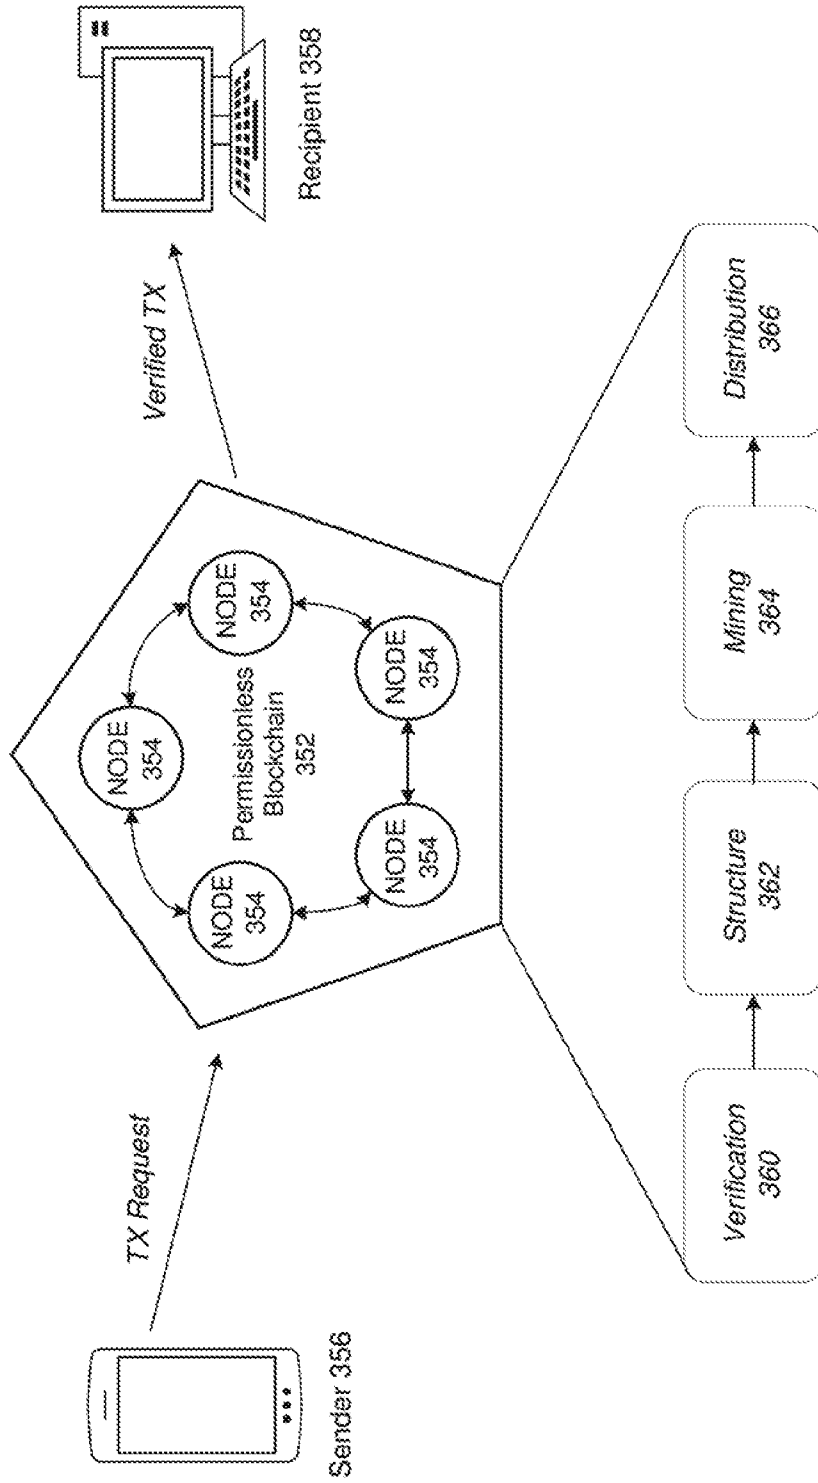 Sender 356
TX Request
NODE
354
NODE
354
NODE
354
NODE
354
NODE
354
Permissionless
Blockchain
352
Verified TX
Recipient 358
Verification
360
Structure
362
Mining
364
Distribution
366